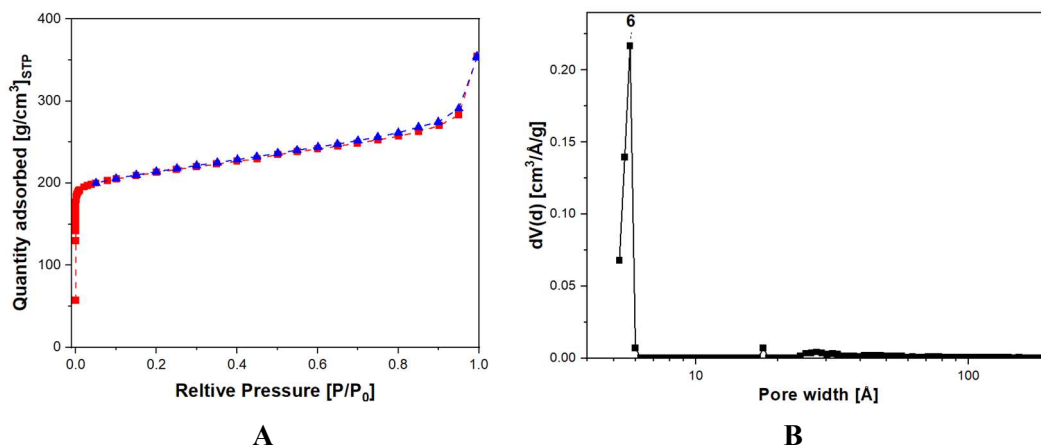 400
300
200
100
0
Quantity adsorbed [g/cm³]STP
0.0 0.2 0.4 0.6 0.8 1.0
Reltive Pressure [P/P₀]
A
6
0.20
0.15
0.10
0.05
0.00
dV(d) [cm³/Å/g]
10 100
Pore width [Å]
B